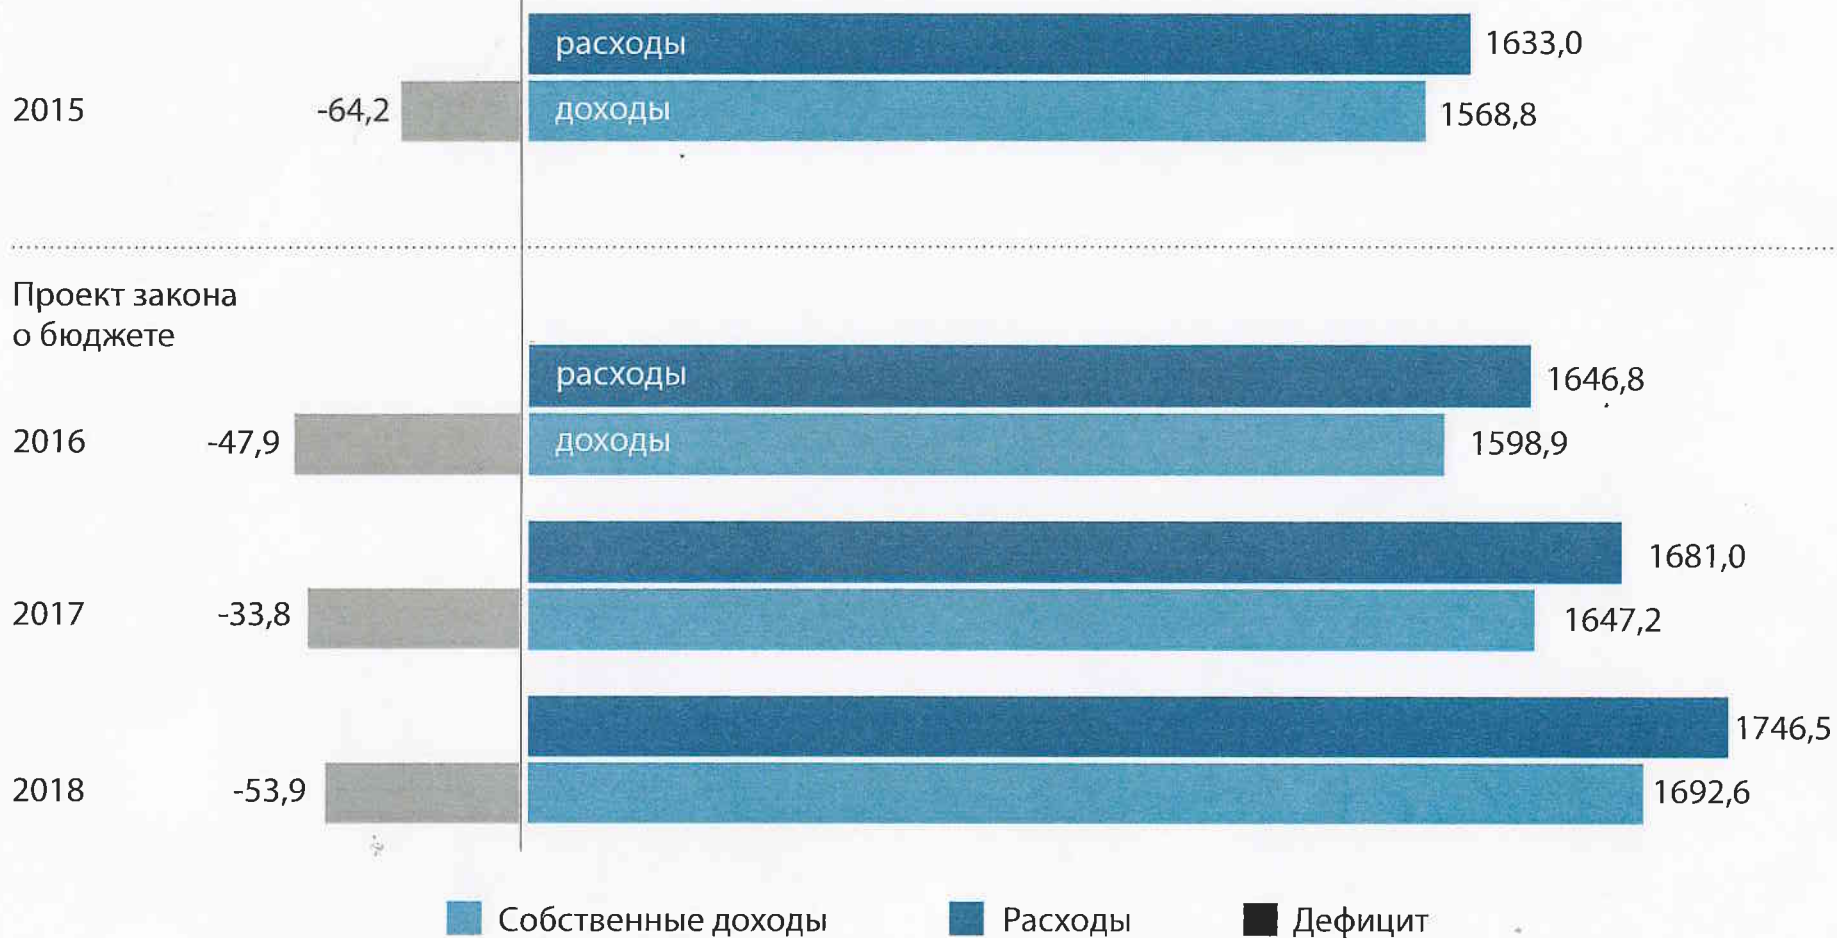 расходы 1633,0
2015 -64,2 доходы 1568,8
Проект закона
о бюджете
расходы 1646,8
2016 -47,9 доходы 1598,9
1681,0
2017 -33,8 1647,2
1746,5
2018 -53,9 1692,6
Собственные доходы Расходы Дефицит